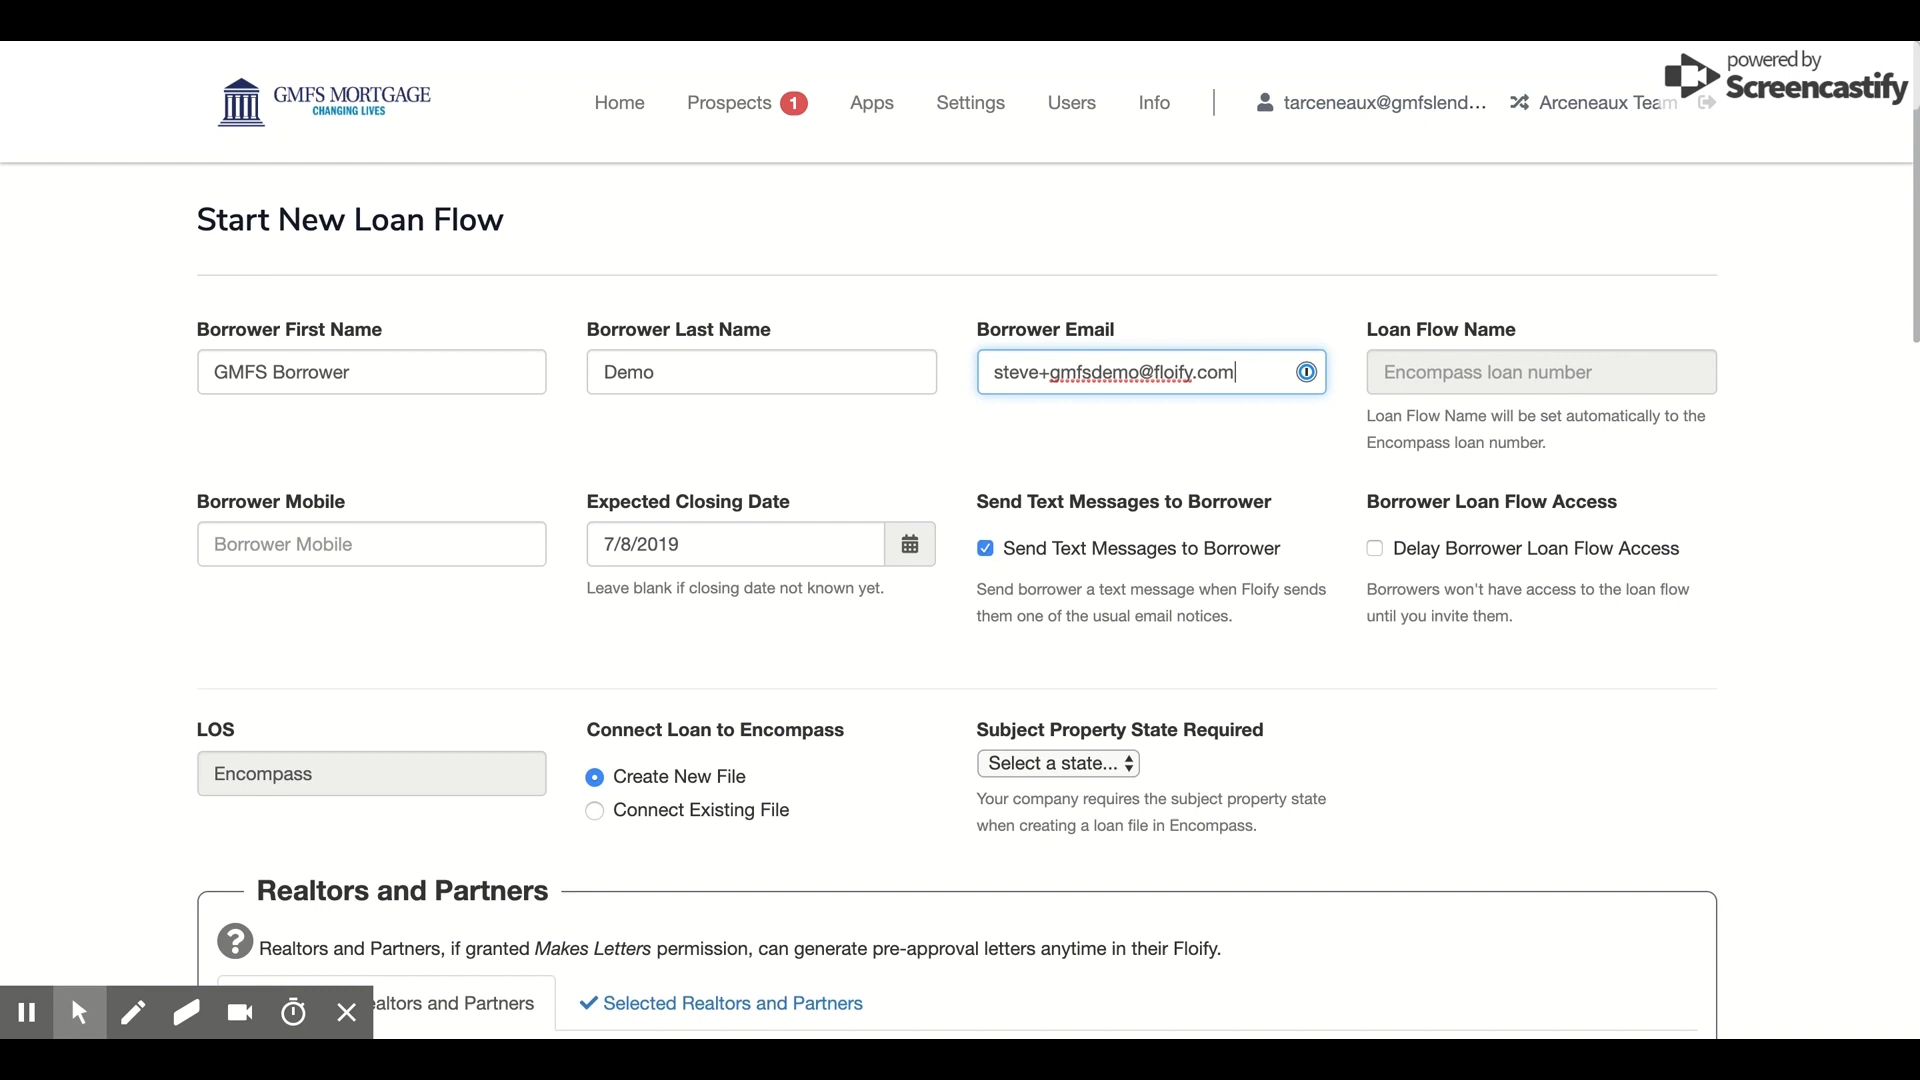 powered by
Screencastify
GMFS MORTGAGE
CHANGING LIVES
Home Prospects 1 Apps Settings Users Info tarceneaux@gmfslend... Arceneaux Team
Start New Loan Flow
Borrower First Name Borrower Last Name Borrower Email Loan Flow Name
GMFS Borrower Demo steve+gmfsdemo@floify.com Encompass loan number
Loan Flow Name will be set automatically to the
Encompass loan number.
Borrower Mobile Expected Closing Date Send Text Messages to Borrower Borrower Loan Flow Access
Borrower Mobile 7/8/2019 Send Text Messages to Borrower Delay Borrower Loan Flow Access
Leave blank if closing date not known yet. Send borrower a text message when Floify sends Borrowers won't have access to the loan flow
them one of the usual email notices. until you invite them.
LOS Connect Loan to Encompass Subject Property State Required
Encompass Create New File Select a state...
Connect Existing File Your company requires the subject property state
when creating a loan file in Encompass.
Realtors and Partners
? Realtors and Partners, if granted Makes Letters permission, can generate pre-approval letters anytime in their Floify.
ealtors and Partners Selected Realtors and Partners